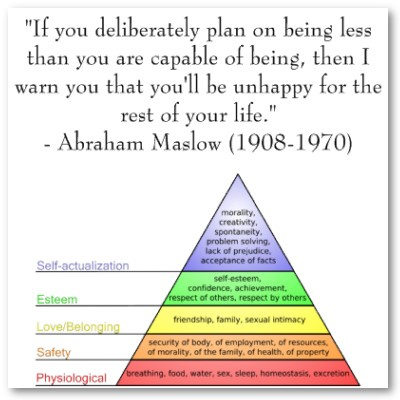 "If you deliberately plan on being less
than you are capable of being, then I
warn you that you'll be unhappy for the
rest of your life."
- Abraham Maslow (1908-1970)
morality,
creativity,
spontaneity,
problem solving,
lack of prejudice,
acceptance of facts
Self-actualization
self-esteem,
confidence, achievement,
respect of others, respect by others
Esteem
friendship, family, sexual intimacy
Love/Belonging
security of body, of employment, of resources,
of morality, of the family, of health, of property
Safety
breathing, food, water, sex, sleep, homeostasis, excretion
Physiological